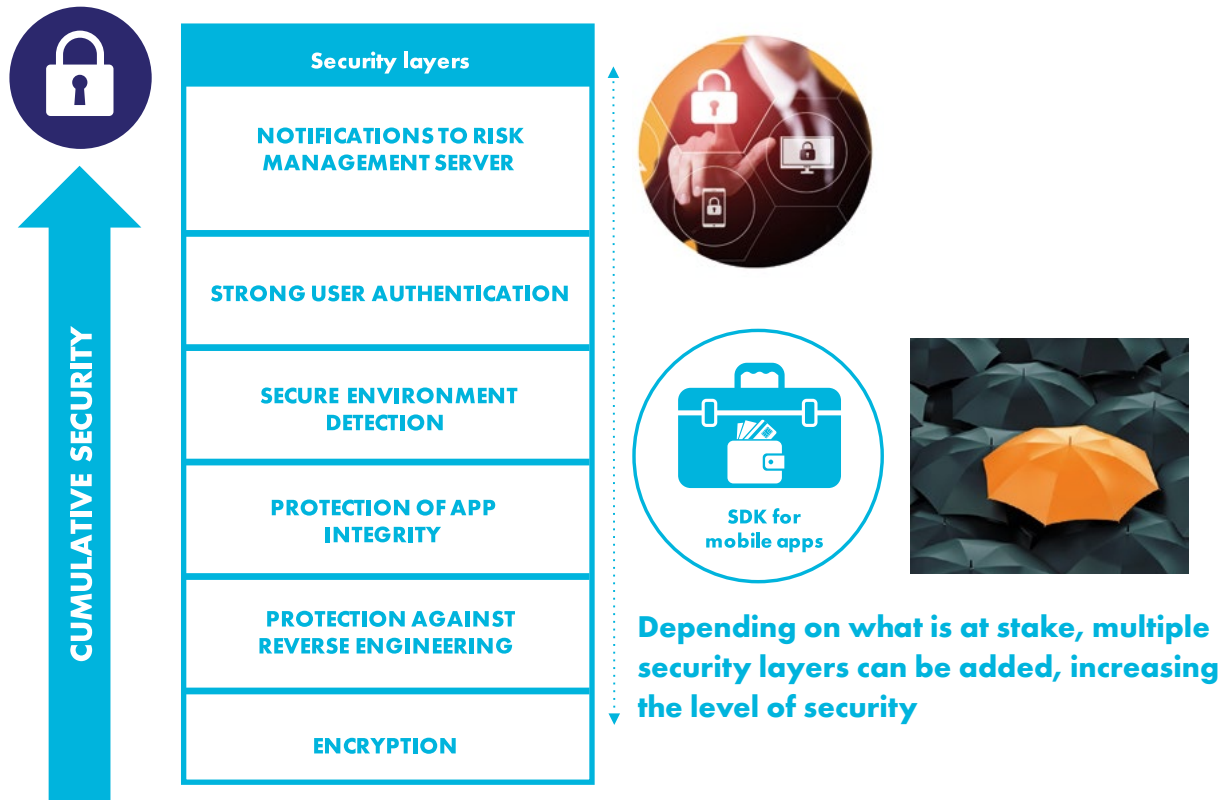 Security layers
NOTIFICATIONS TO RISK
MANAGEMENT SERVER
STRONG USER AUTHENTICATION
SECURE ENVIRONMENT
DETECTION
PROTECTION OF APP
INTEGRITY
PROTECTION AGAINST
REVERSE ENGINEERING
ENCRYPTION
CUMULATIVE SECURITY
SDK for
mobile apps
Depending on what is at stake, multiple
security layers can be added, increasing
the level of security